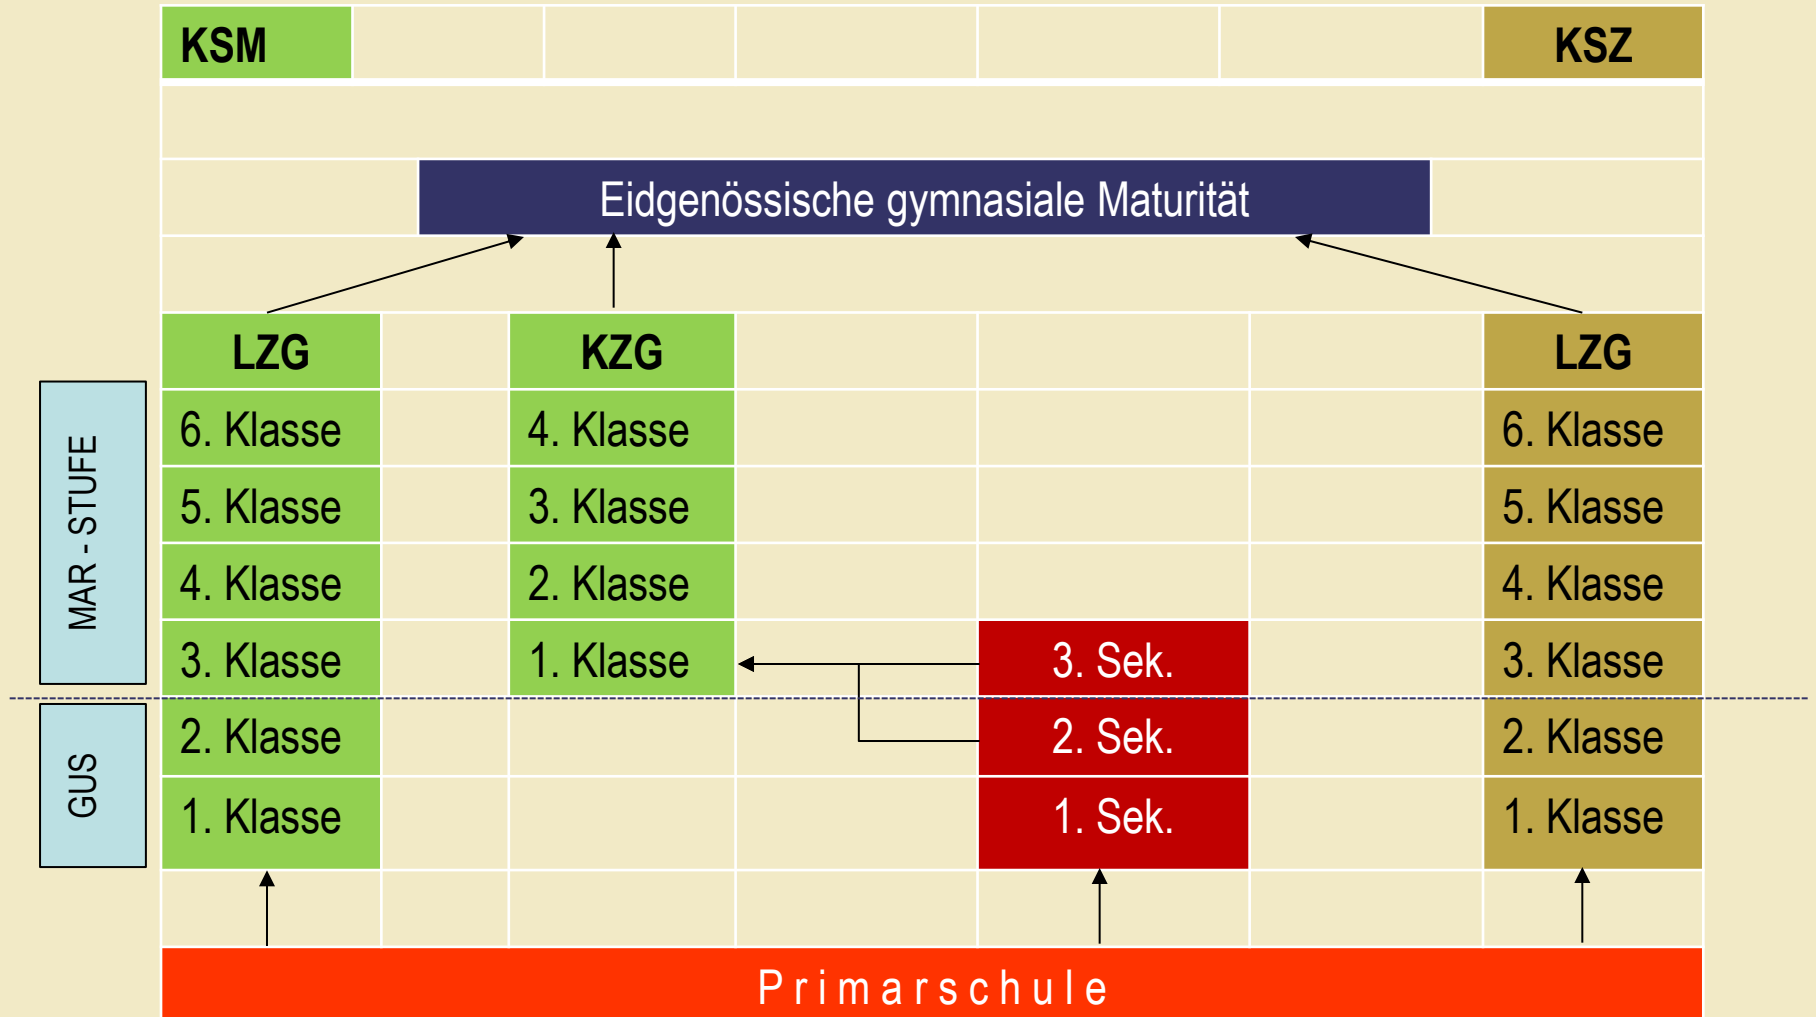 KSM KSZ
Eidgenössische gymnasiale Maturität
LZG KZG LZG
6. Klasse 4. Klasse 6. Klasse
5. Klasse 3. Klasse 5. Klasse
4. Klasse 2. Klasse 4. Klasse
3. Klasse 1. Klasse 3. Sek. 3. Klasse
MAR - STUFE
2. Klasse 2. Sek. 2. Klasse
1. Klasse 1. Sek. 1. Klasse
GUS
Primarschule